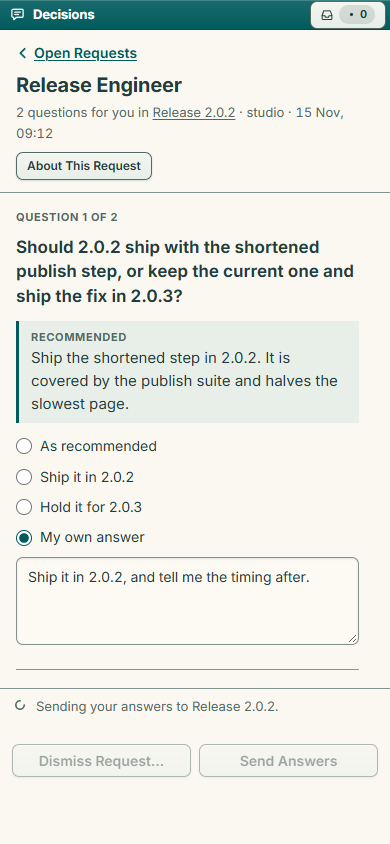 Decisions
• 0
Open Requests
Release Engineer
2 questions for you in Release 2.0.2 · studio · 15 Nov,
09:12
About This Request
QUESTION 1 OF 2
Should 2.0.2 ship with the shortened
publish step, or keep the current one and
ship the fix in 2.0.3?
RECOMMENDED
Ship the shortened step in 2.0.2. It is
covered by the publish suite and halves the
slowest page.
As recommended
Ship it in 2.0.2
Hold it for 2.0.3
My own answer
Ship it in 2.0.2, and tell me the timing after.
Sending your answers to Release 2.0.2.
Dismiss Request...
Send Answers